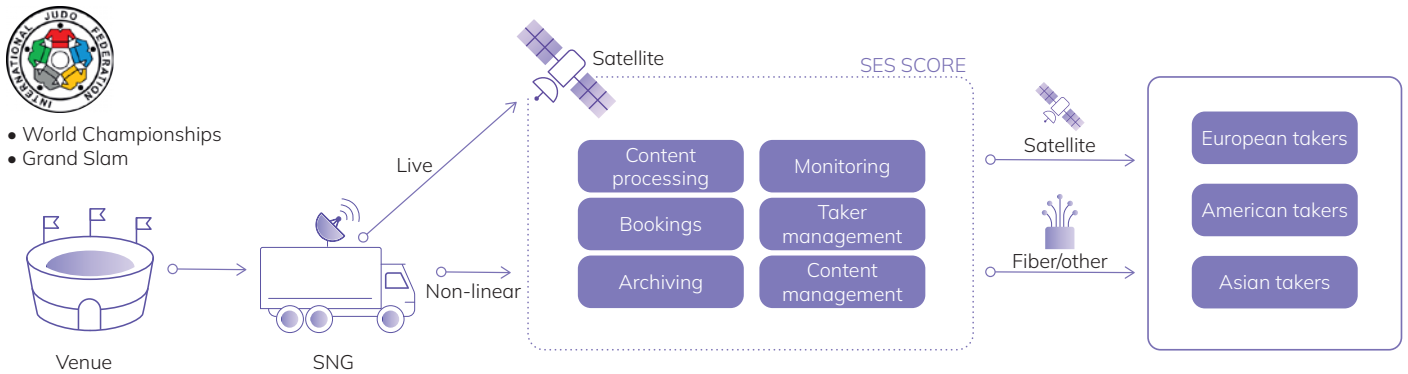 INTERNATIONAL JUDO FEDERATION
• World Championships
• Grand Slam
Venue
SNG
Live
Non-linear
Satellite
SES SCORE
Content
processing
Monitoring
Bookings
Taker
management
Archiving
Content
management
Satellite
Fiber/other
European takers
American takers
Asian takers